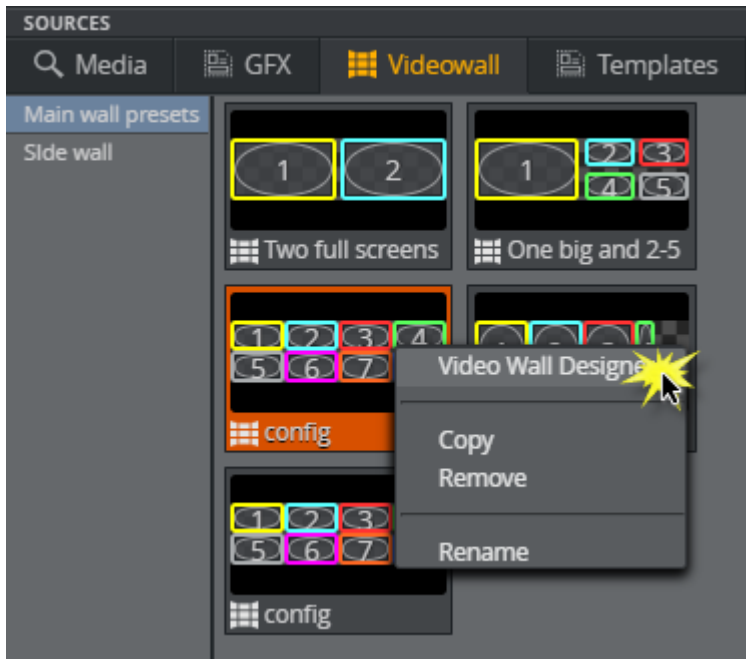 SOURCES
Media GFX Videowall Templates
Main wall presets
SIde wall
1 2
1 2 3
4 5
Two full screens
One big and 2-5
1 2 3 4
5 6 7
config
Video Wall Designe
Copy
Remove
Rename
1 2 3
5 6 7
config